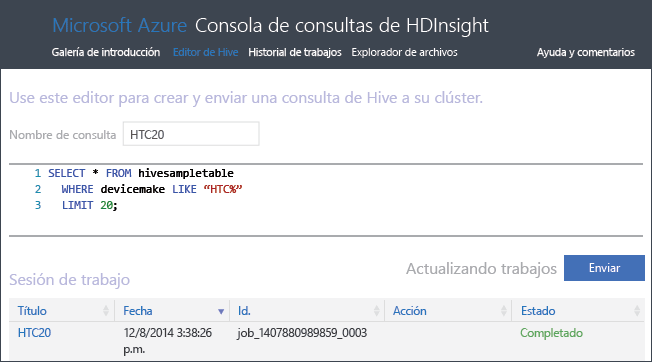 Microsoft Azure Consola de consultas de HDInsight
Galería de introducción Editor de Hive Historial de trabajos Explorador de archivos Ayuda y comentarios
Use este editor para crear y enviar una consulta de Hive a su clúster.
Nombre de consulta HTC20
1 SELECT * FROM hivesampletable
2 WHERE devicemake LIKE “HTC%”
3 LIMIT 20;
Actualizando trabajos Enviar
Sesión de trabajo
Título Fecha Id. Acción Estado
HTC20 12/8/2014 3:38:26 job_1407880989859_0003 Completado
p.m.